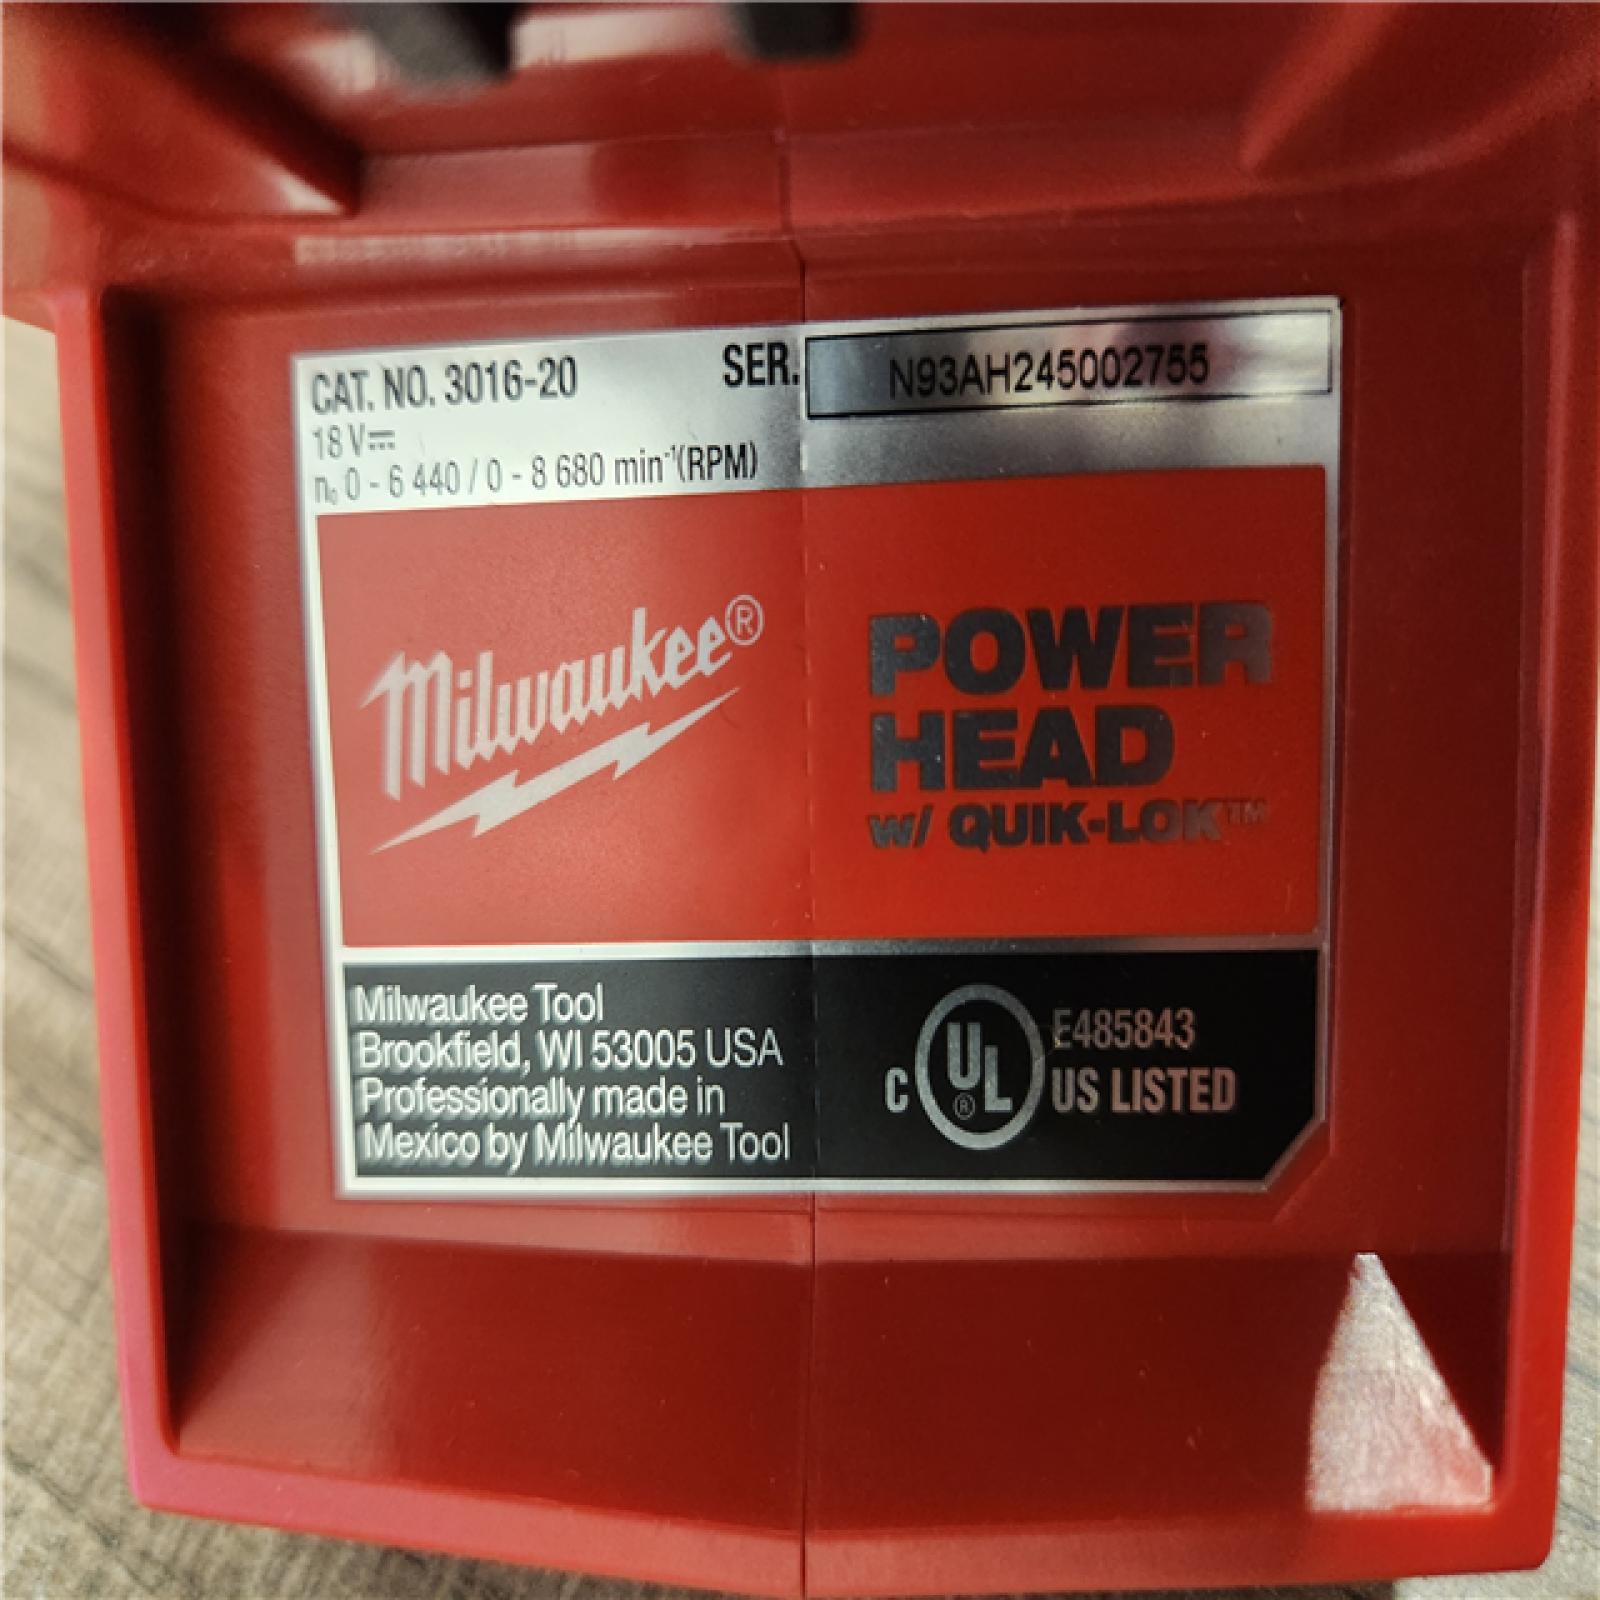 CAT. NO. 3016-20 SER. N93AH245002755
18 V⎓
n₀ 0 - 6 440 / 0 - 8 680 min⁻¹(RPM)
Milwaukee®
POWER
HEAD
w/ QUIK-LOK™
Milwaukee Tool
Brookfield, WI 53005 USA
Professionally made in
Mexico by Milwaukee Tool
C UL® E485843
US LISTED